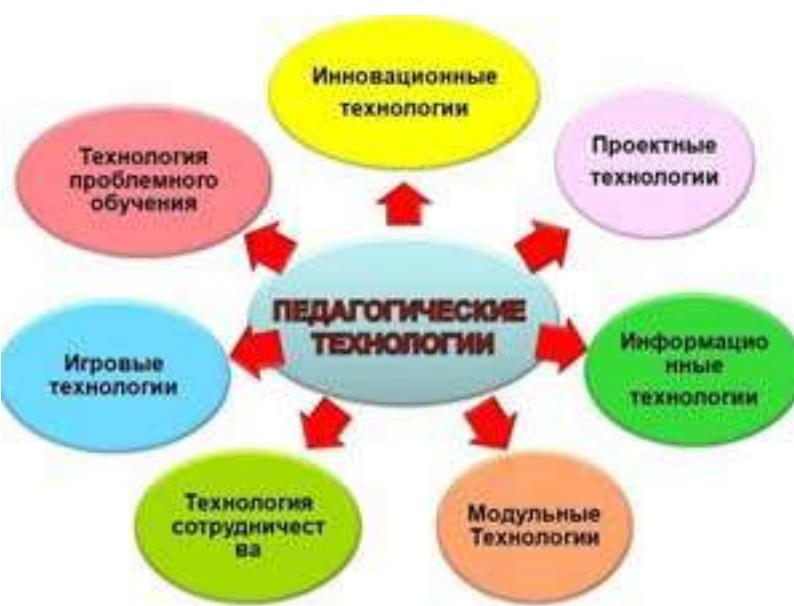 Инновационные
технологии
Проектные
технологии
Технология
проблемного
обучения
ПЕДАГОГИЧЕСКИЕ
ТЕХНОЛОГИИ
Информацио
нные
технологии
Игровые
технологии
Технология
сотрудничест
ва
Модульные
Технологии